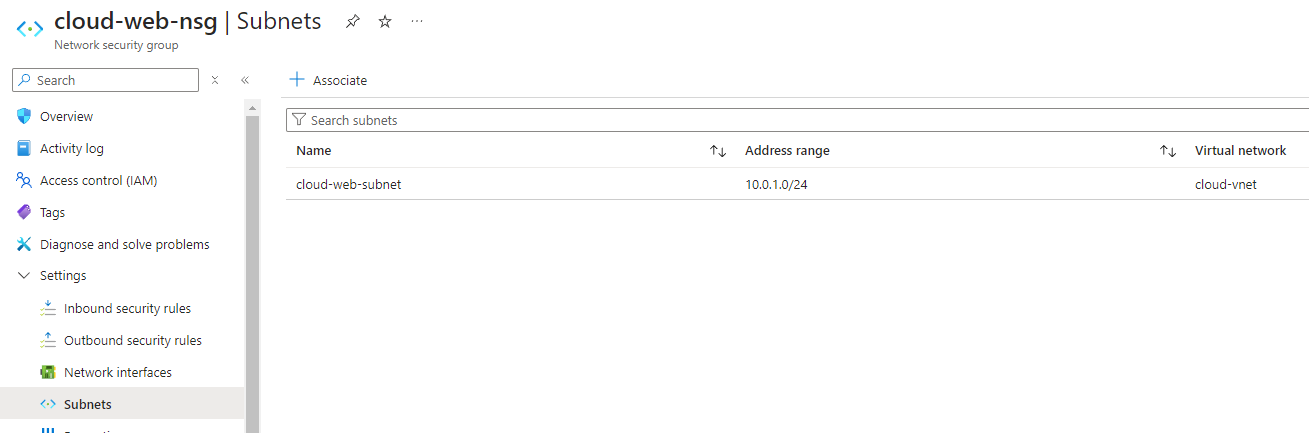 cloud-web-nsg | Subnets
Network security group
Search
Associate
Overview
Activity log
Access control (IAM)
Tags
Diagnose and solve problems
Settings
Inbound security rules
Outbound security rules
Network interfaces
Subnets
Search subnets
Name Address range Virtual network
cloud-web-subnet 10.0.1.0/24 cloud-vnet